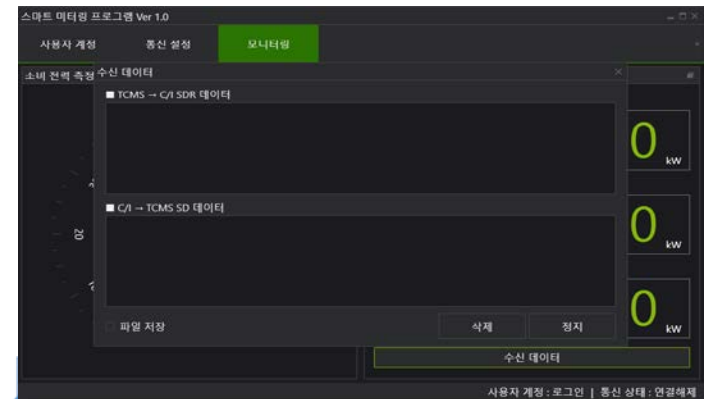 스마트 미터링 프로그램 Ver 1.0
사용자 계정 통신 설정 모니터링
소비 전력 측정
수신 데이터
■ TCMS → C/I SDR 데이터
0 kW
■ C/I → TCMS SD 데이터
20
0 kW
0 kW
파일 저장 삭제 정지
수신 데이터
사용자 계정 : 로그인 | 통신 상태 : 연결해제